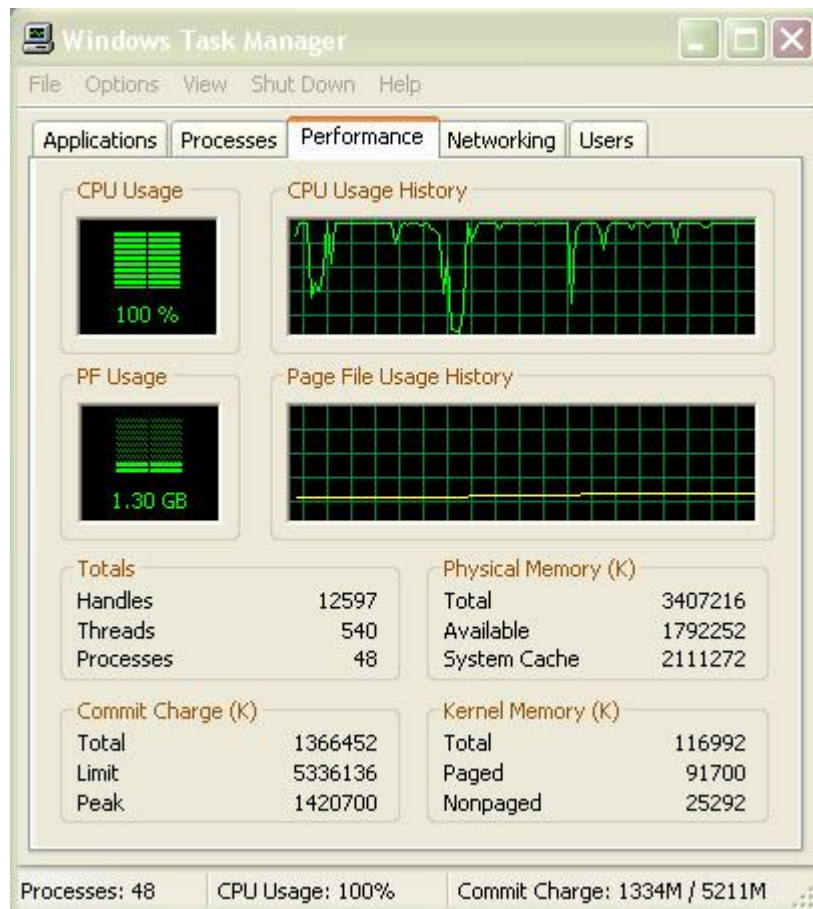 Windows Task Manager
File Options View Shut Down Help
Applications Processes Performance Networking Users
CPU Usage CPU Usage History
100 %
PF Usage Page File Usage History
1.30 GB
Totals Physical Memory (K)
Handles 12597 Total 3407216
Threads 540 Available 1792252
Processes 48 System Cache 2111272
Commit Charge (K) Kernel Memory (K)
Total 1366452 Total 116992
Limit 5336136 Paged 91700
Peak 1420700 Nonpaged 25292
Processes: 48 CPU Usage: 100% Commit Charge: 1334M / 5211M